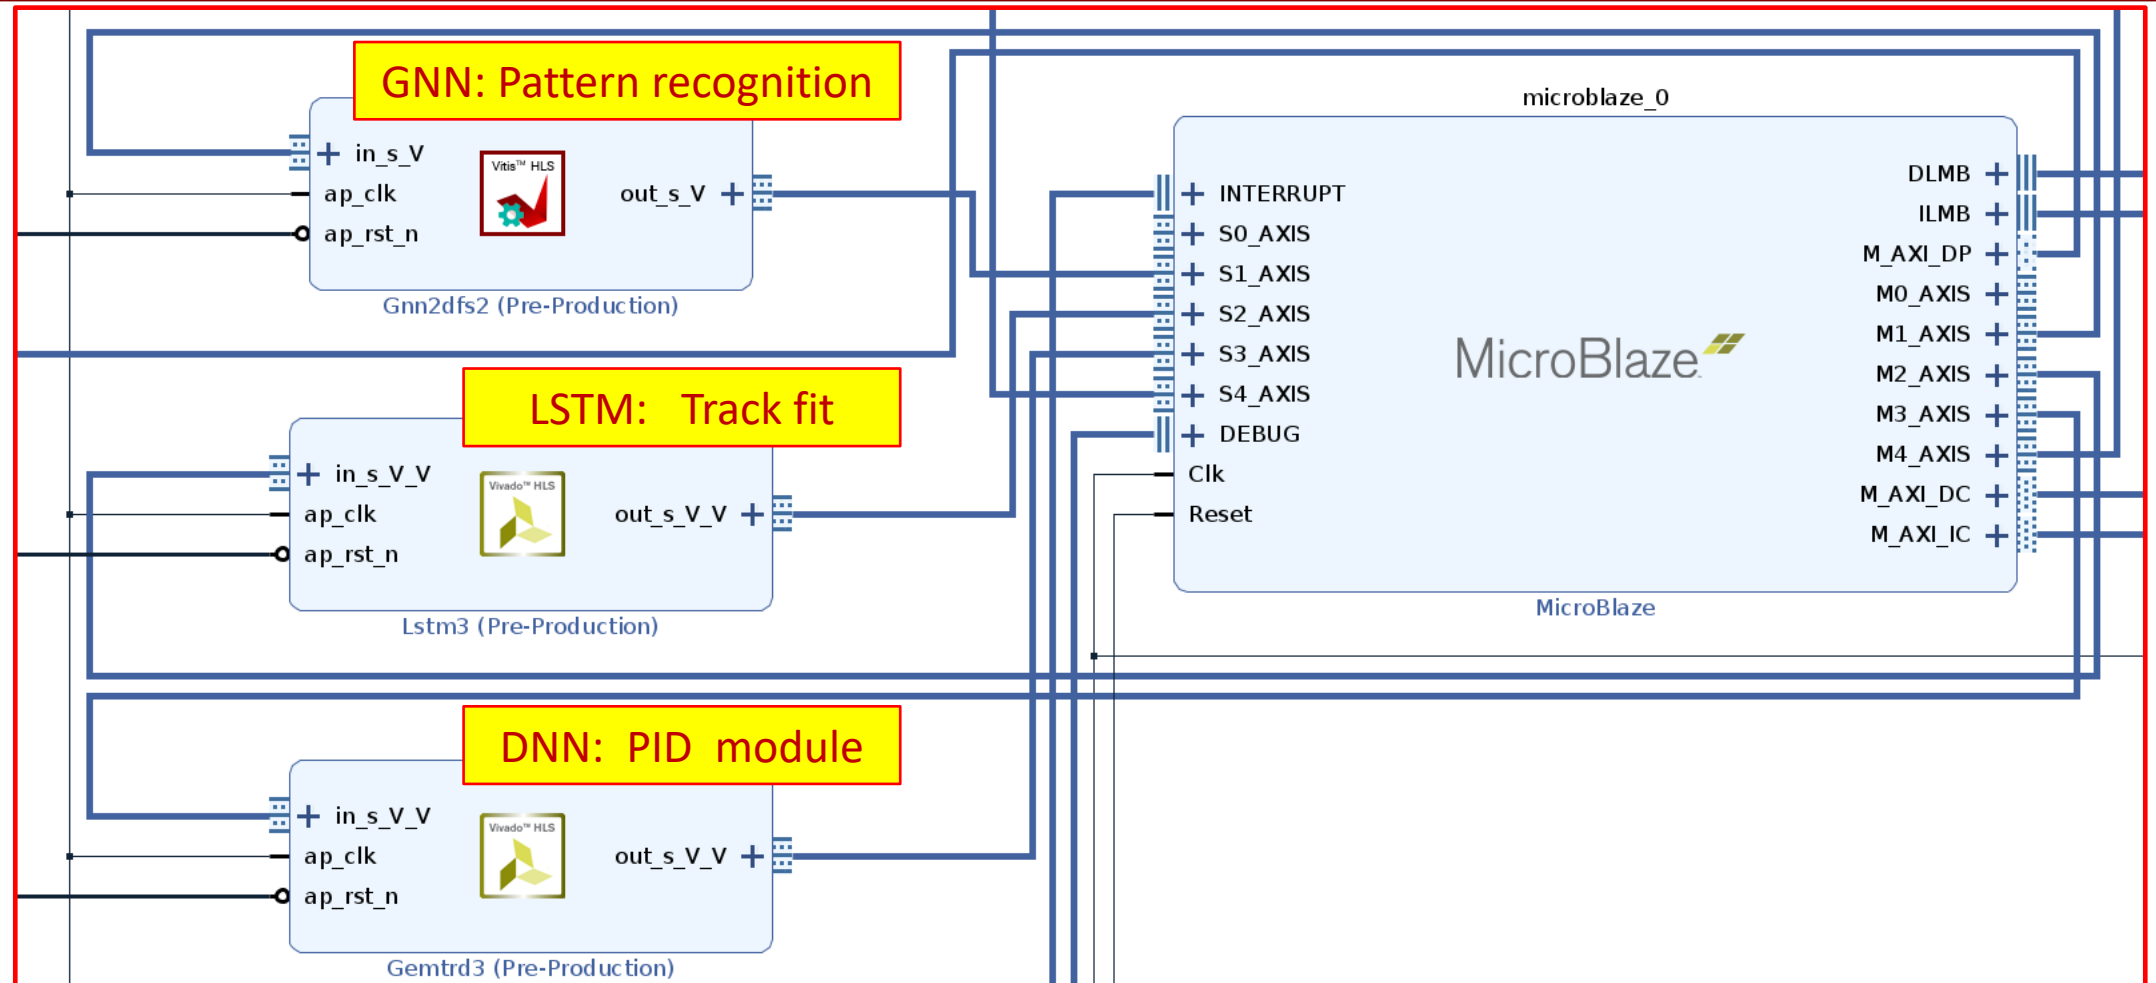 GNN: Pattern recognition
in_s_V
ap_clk
ap_rst_n
Vitis™ HLS
out_s_V
Gnn2dfs2 (Pre-Production)
LSTM: Track fit
in_s_V_V
ap_clk
ap_rst_n
Vivado™ HLS
out_s_V_V
Lstm3 (Pre-Production)
DNN: PID module
in_s_V_V
ap_clk
ap_rst_n
Vivado™ HLS
out_s_V_V
Gemtrd3 (Pre-Production)
microblaze_0
INTERRUPT
S0_AXIS
S1_AXIS
S2_AXIS
S3_AXIS
S4_AXIS
DEBUG
Clk
Reset
MicroBlaze
DLMB
ILMB
M_AXI_DP
M0_AXIS
M1_AXIS
M2_AXIS
M3_AXIS
M4_AXIS
M_AXI_DC
M_AXI_IC
MicroBlaze